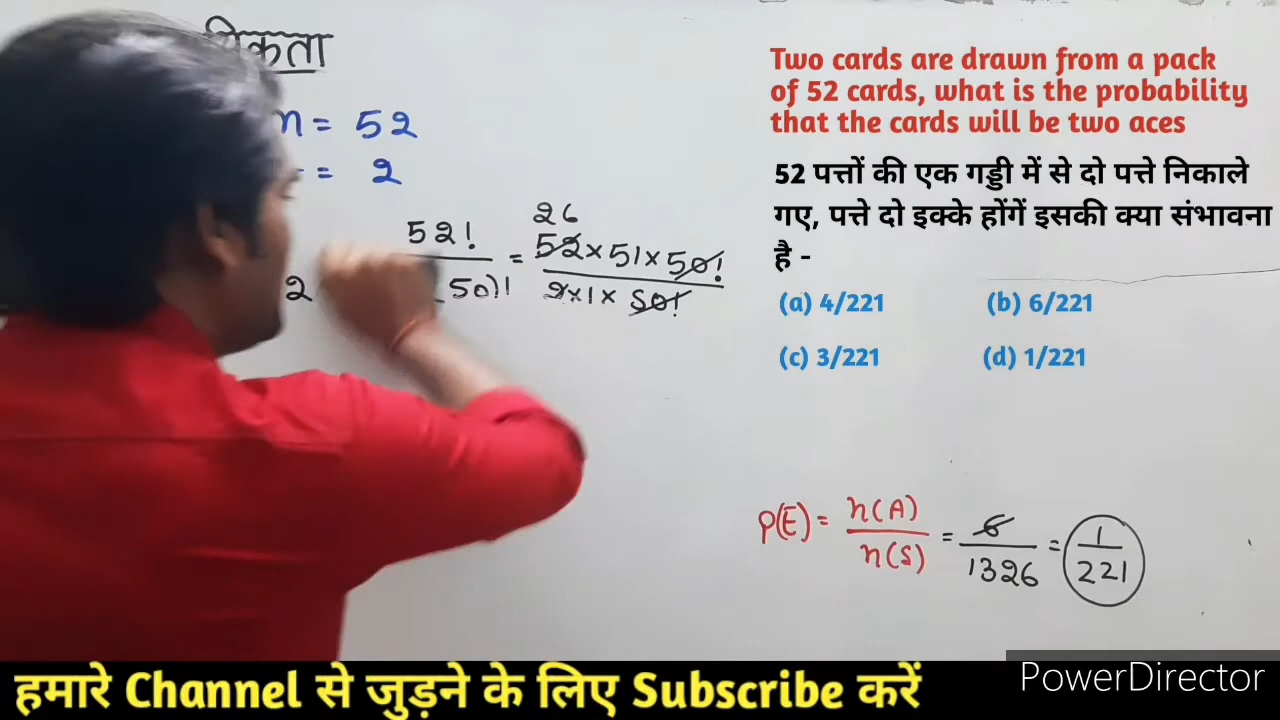 n = 52
= 2
52!
50)!
2
=
26
52×51×50!
2×1×50!
Two cards are drawn from a pack
of 52 cards, what is the probability
that the cards will be two aces
52 पत्तों की एक गड्डी में से दो पत्ते निकाले
गए, पत्ते दो इक्के होंगें इसकी क्या संभावना
है -
(a) 4/221 (b) 6/221
(c) 3/221 (d) 1/221
P(E) = n(A)/n(S) = 6/1326 = 1/221
हमारे Channel से जुड़ने के लिए Subscribe करें
PowerDirector